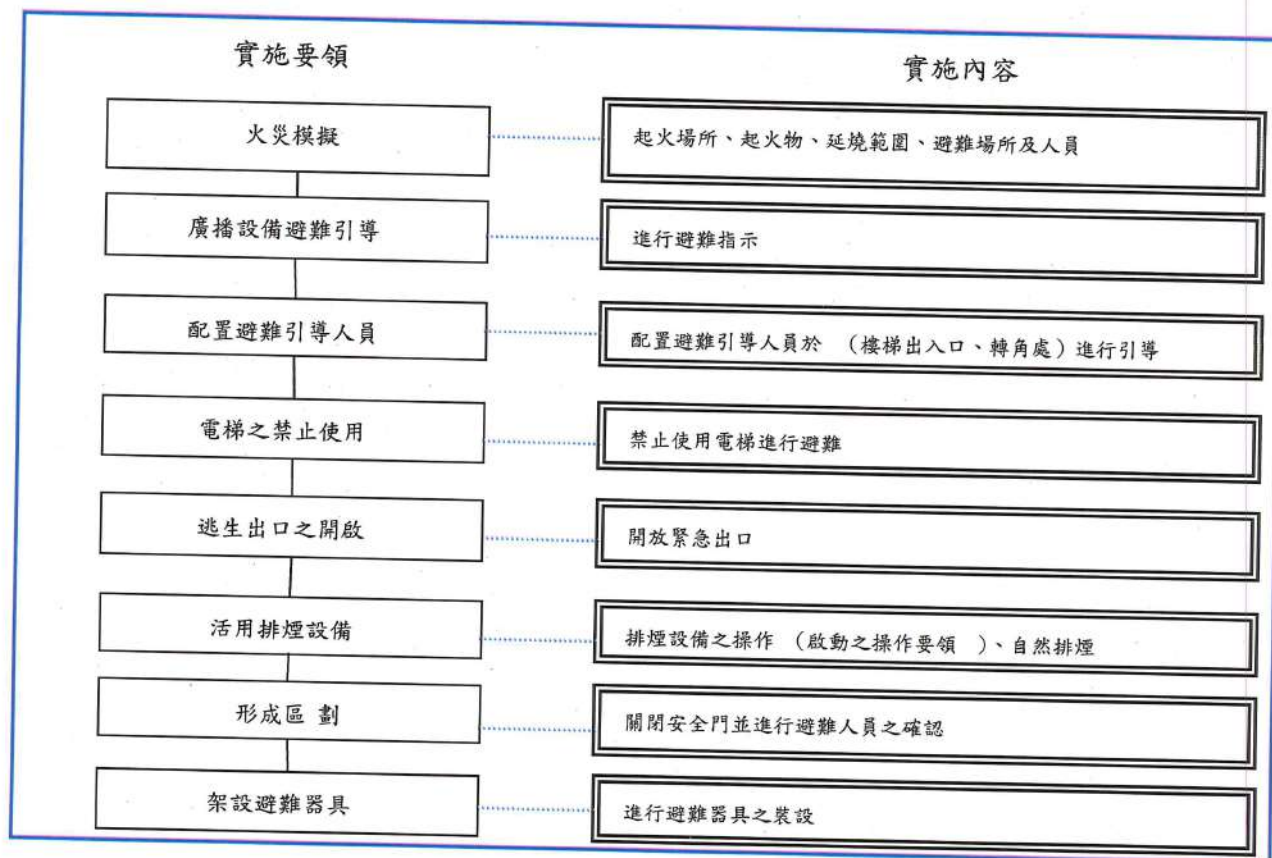 實施要領
實施內容
火災模擬
起火場所、起火物、延燒範圍、避難場所及人員
廣播設備避難引導
進行避難指示
配置避難引導人員
配置避難引導人員於 (樓梯出入口、轉角處)進行引導
電梯之禁止使用
禁止使用電梯進行避難
逃生出口之開啟
開放緊急出口
活用排煙設備
排煙設備之操作 (啟動之操作要領 )、自然排煙
形成區 劃
關閉安全門並進行避難人員之確認
架設避難器具
進行避難器具之裝設